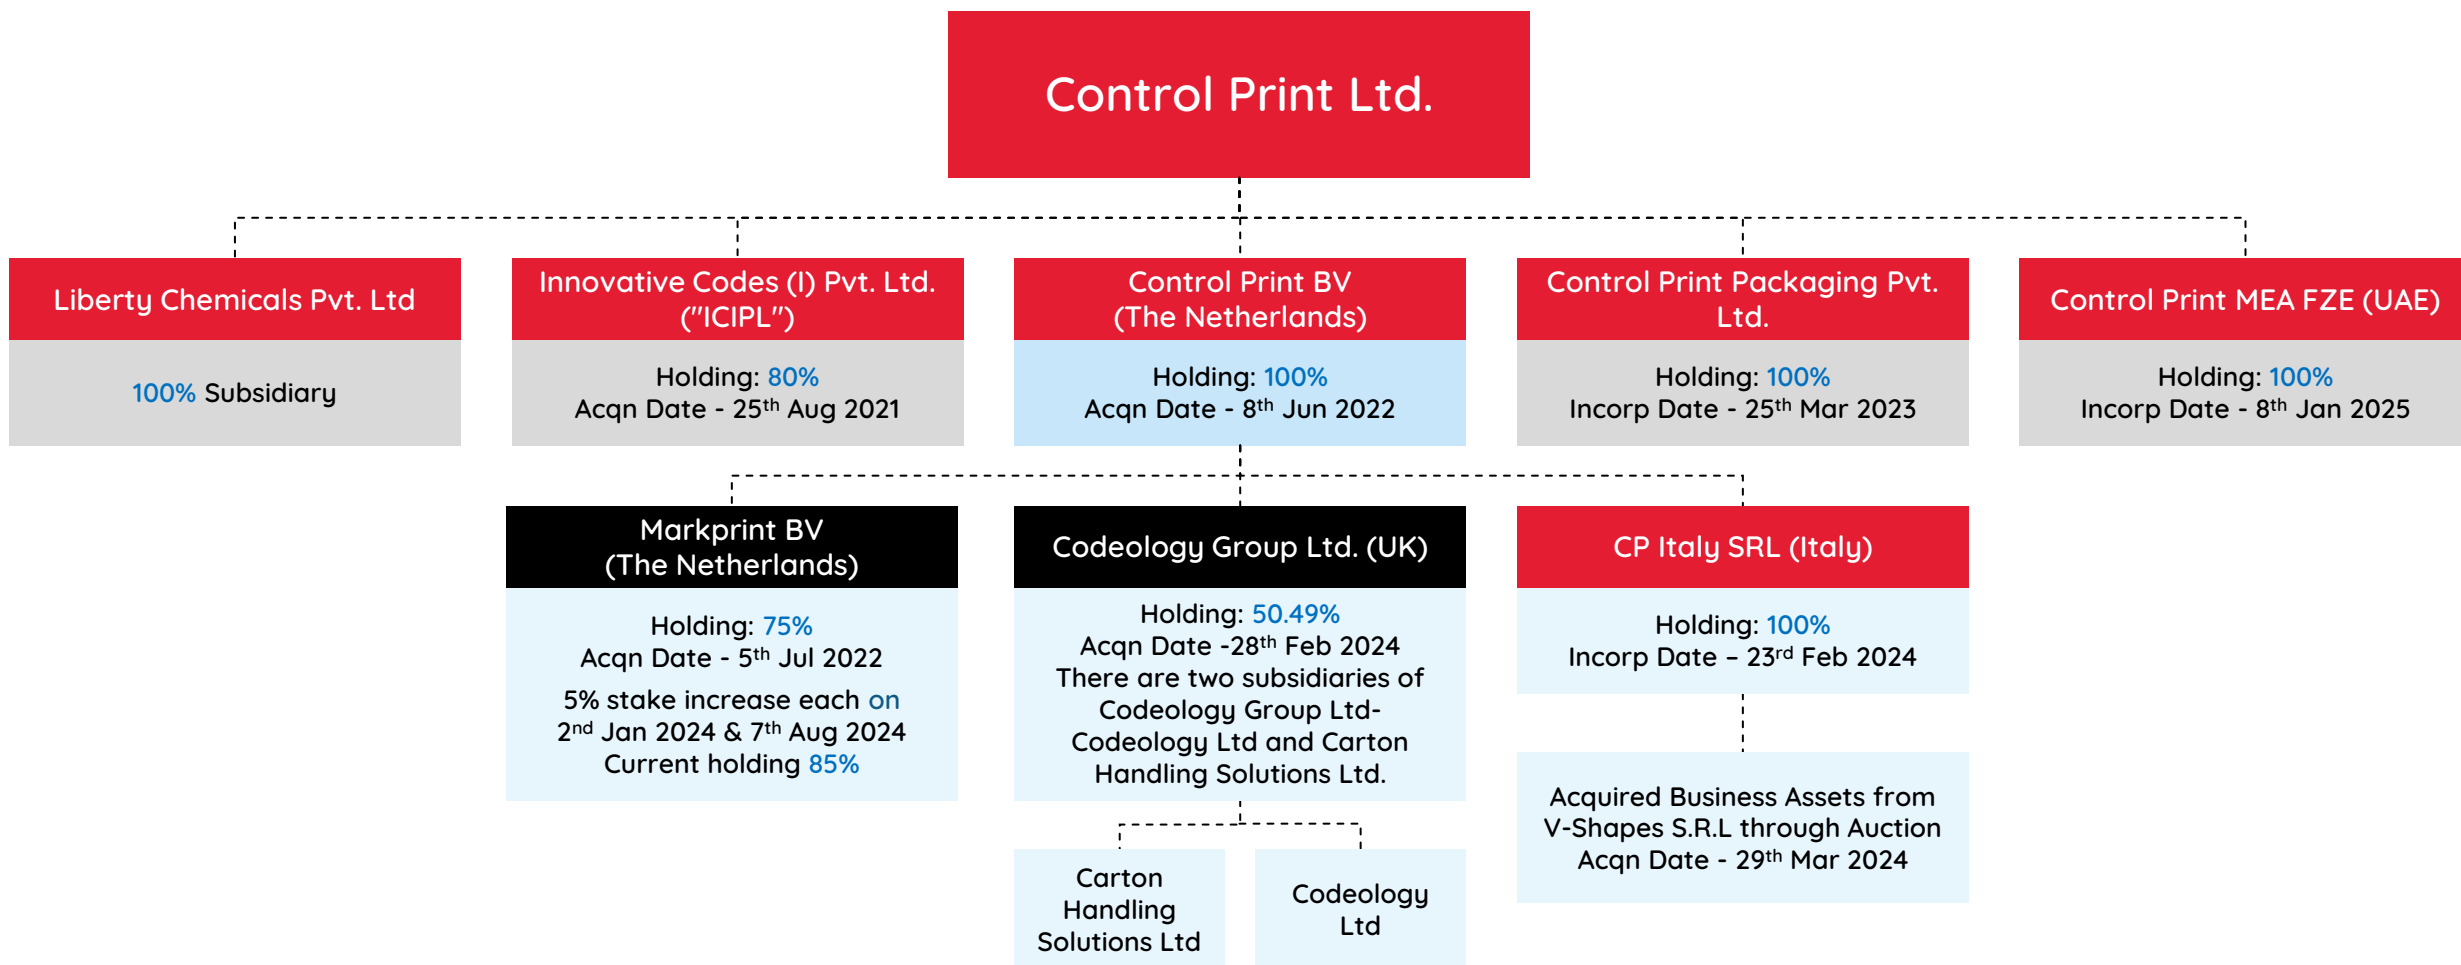 Control Print Ltd.
Liberty Chemicals Pvt. Ltd
100% Subsidiary
Innovative Codes (I) Pvt. Ltd.
("ICIPL")
Holding: 80%
Acqn Date - 25th Aug 2021
Control Print BV
(The Netherlands)
Holding: 100%
Acqn Date - 8th Jun 2022
Control Print Packaging Pvt.
Ltd.
Holding: 100%
Incorp Date - 25th Mar 2023
Control Print MEA FZE (UAE)
Holding: 100%
Incorp Date - 8th Jan 2025
Markprint BV
(The Netherlands)
Holding: 75%
Acqn Date - 5th Jul 2022
5% stake increase each on
2nd Jan 2024 & 7th Aug 2024
Current holding 85%
Codeology Group Ltd. (UK)
Holding: 50.49%
Acqn Date -28th Feb 2024
There are two subsidiaries of
Codeology Group Ltd-
Codeology Ltd and Carton
Handling Solutions Ltd.
CP Italy SRL (Italy)
Holding: 100%
Incorp Date – 23rd Feb 2024
Acquired Business Assets from
V-Shapes S.R.L through Auction
Acqn Date - 29th Mar 2024
Carton
Handling
Solutions Ltd
Codeology
Ltd